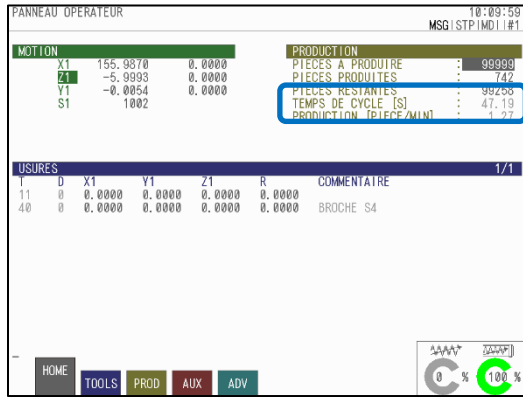 PANNEAU OPERATEUR 10:09:59
MSG|STP|MDI|#1
MOTION
X1 155.9870 0.0000
Z1 -5.9993 0.0000
Y1 -0.0054 0.0000
S1 1002
PRODUCTION
PIECES A PRODUIRE : 99999
PIECES PRODUITES : 742
PIECES RESTANTES : 99258
TEMPS DE CYCLE [S] : 47.19
PRODUCTION [PIECE/MIN] : 1.27
USURES 1/1
T D X1 Y1 Z1 R COMMENTAIRE
11 0 0.0000 0.0000 0.0000 0.0000
40 0 0.0000 0.0000 0.0000 0.0000 BROCHE S4
HOME TOOLS PROD AUX ADV
0 % 100 %